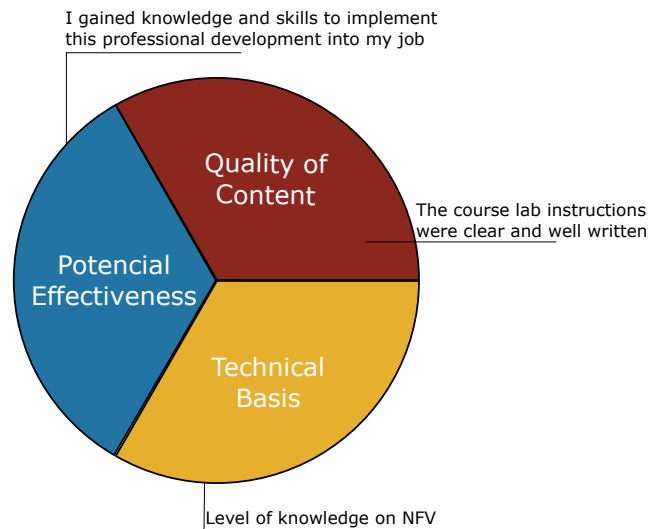 I gained knowledge and skills to implement
this professional development into my job
Quality of
Content
The course lab instructions
were clear and well written
Potencial
Effectiveness
Technical
Basis
Level of knowledge on NFV